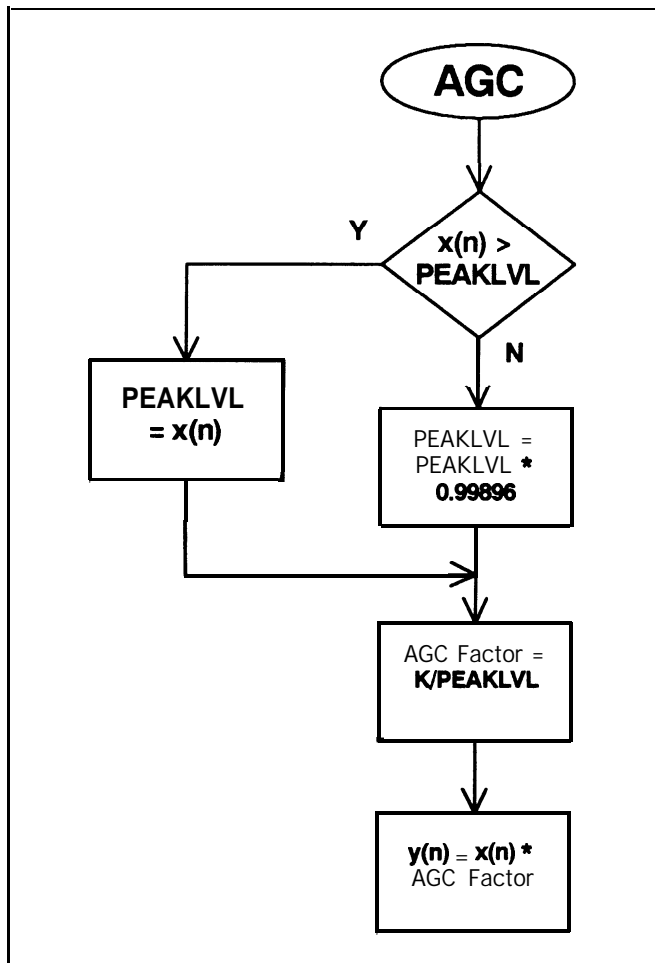 AGC
x(n) >
PEAKLVL
Y
N
PEAKLVL
= x(n)
PEAKLVL =
PEAKLVL *
0.99896
AGC Factor =
K/PEAKLVL
y(n) = x(n) *
AGC Factor